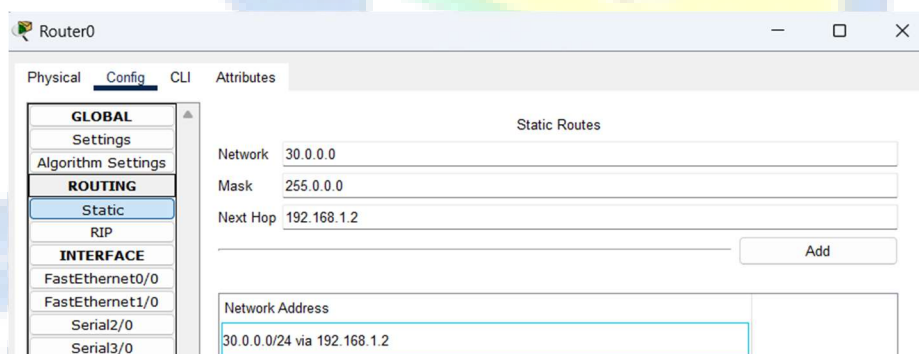 Router0
Physical Config CLI Attributes
GLOBAL
Settings
Algorithm Settings
ROUTING
Static
RIP
INTERFACE
FastEthernet0/0
FastEthernet1/0
Serial2/0
Serial3/0
Static Routes
Network 30.0.0.0
Mask 255.0.0.0
Next Hop 192.168.1.2
Add
Network Address
30.0.0.0/24 via 192.168.1.2